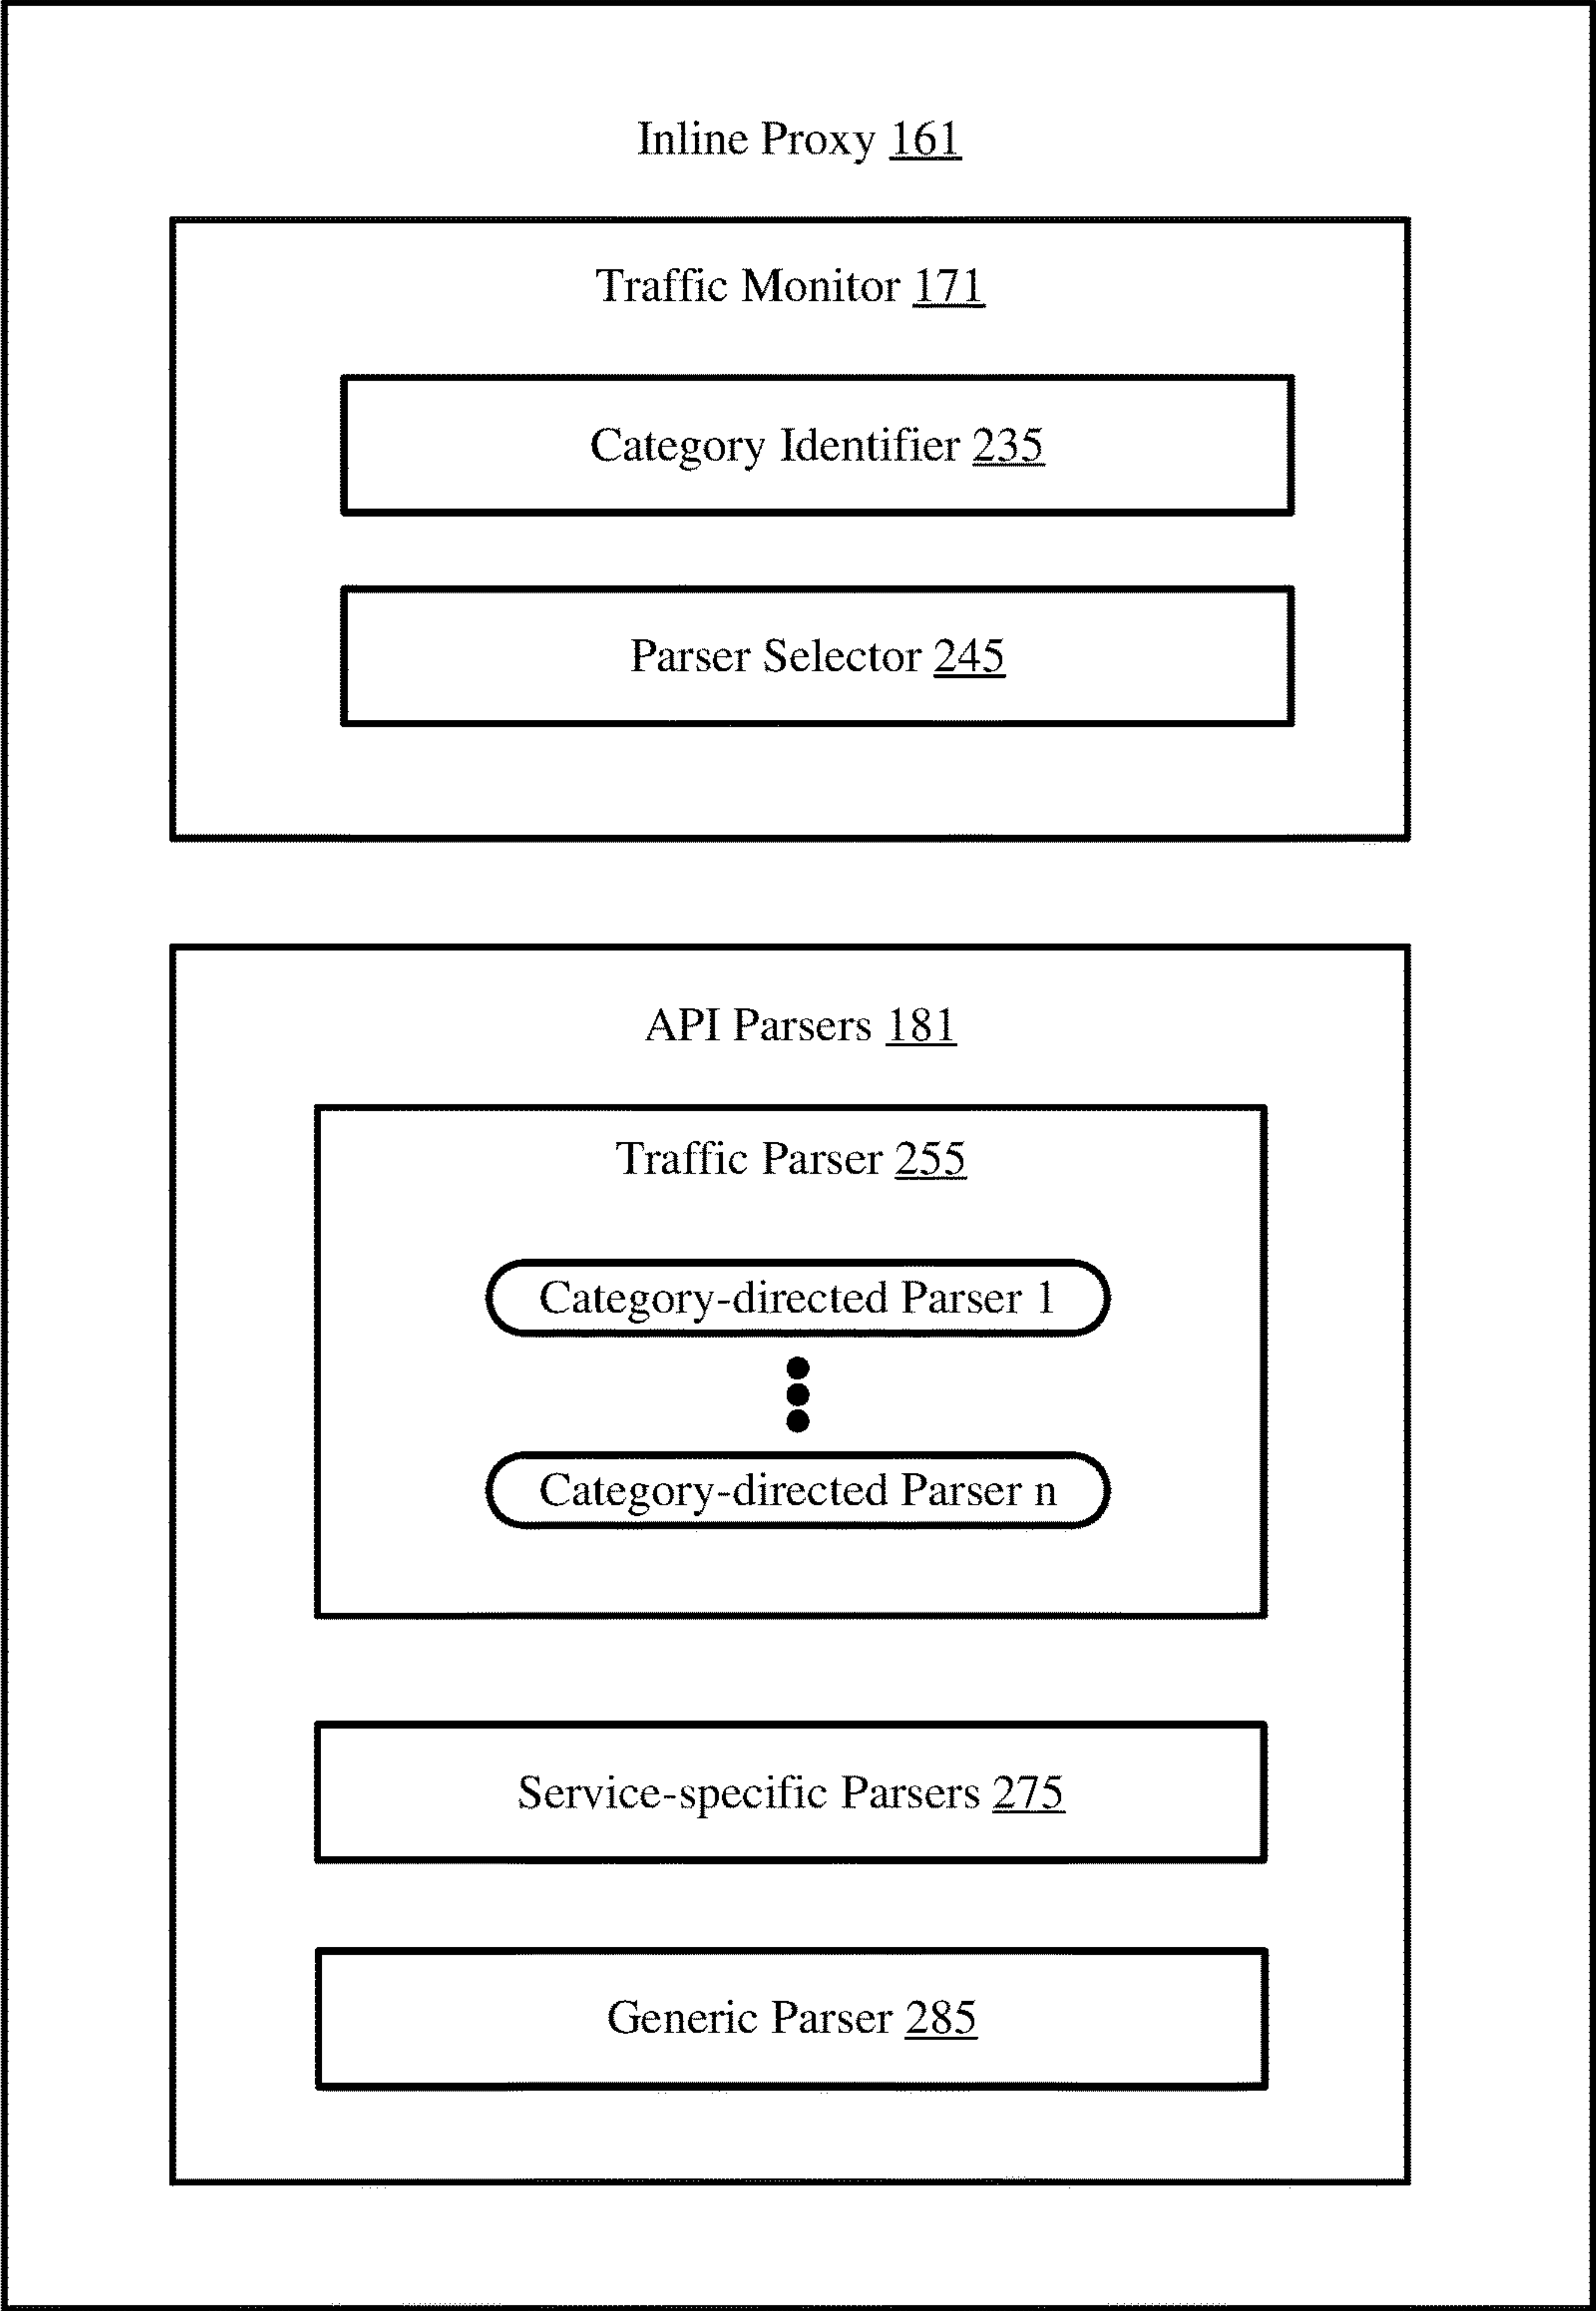 Inline Proxy 161
Traffic Monitor 171
Category Identifier 235
Parser Selector 245
API Parsers 181
Traffic Parser 255
Category-directed Parser 1
Category-directed Parser n
Service-specific Parsers 275
Generic Parser 285